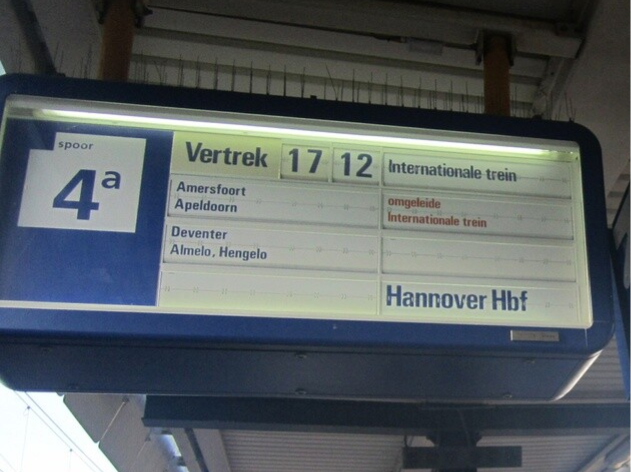 spoor
4a
Vertrek 17 12 Internationale trein
Amersfoort
Apeldoorn
omgeleide
Internationale trein
Deventer
Almelo, Hengelo
Hannover Hbf